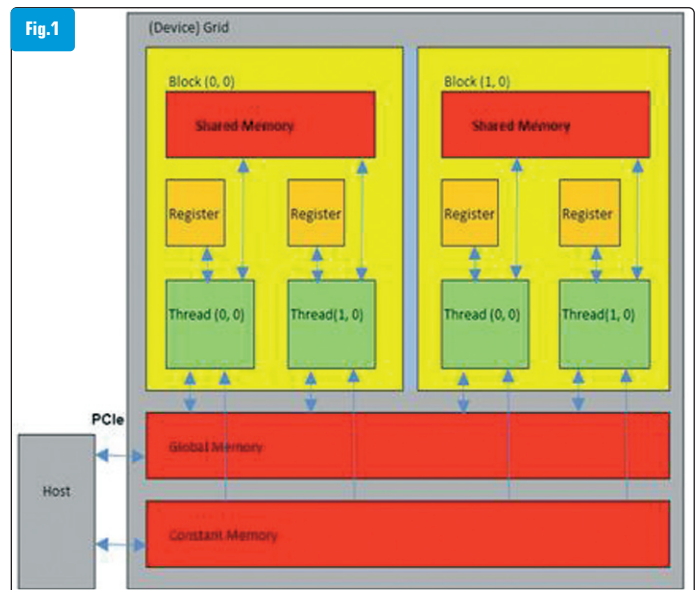 Fig.1
(Device) Grid
Block (0, 0)
Block (1, 0)
Shared Memory
Shared Memory
Register
Register
Register
Register
Thread (0, 0)
Thread(1, 0)
Thread (0, 0)
Thread(1, 0)
PCIe
Global Memory
Host
Constant Memory